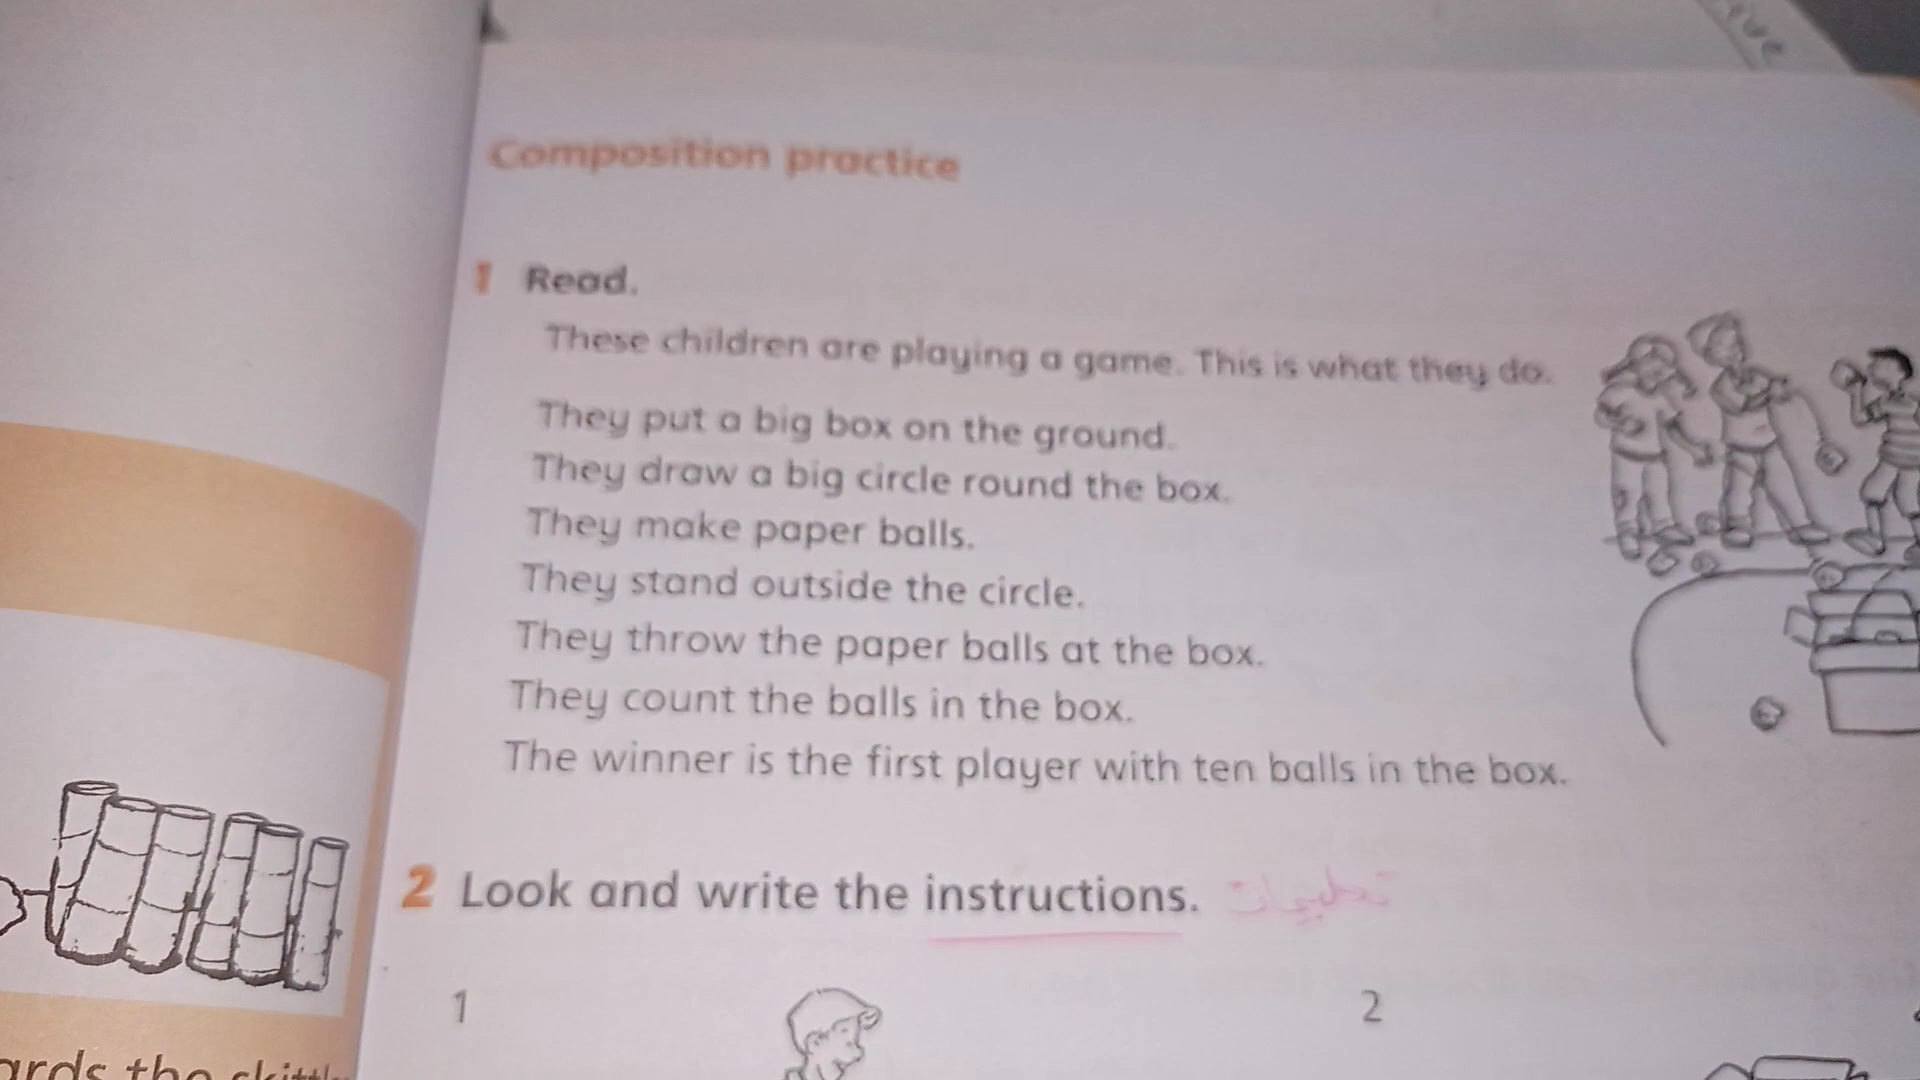 Composition practice
1 Read.
These children are playing a game. This is what they do.
They put a big box on the ground.
They draw a big circle round the box.
They make paper balls.
They stand outside the circle.
They throw the paper balls at the box.
They count the balls in the box.
The winner is the first player with ten balls in the box.
2 Look and write the instructions. تعليمات
1
2